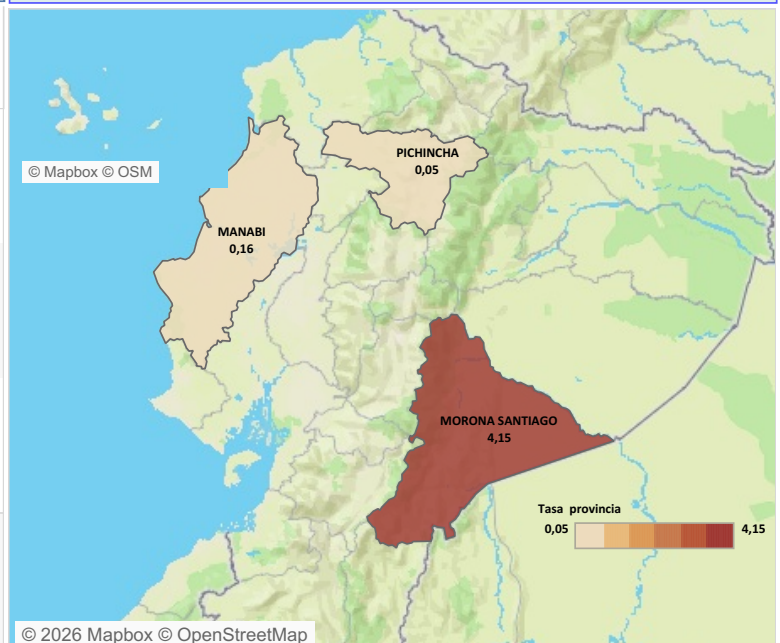 PICHINCHA
0,05
© Mapbox © OSM
MANABI
0,16
MORONA SANTIAGO
4,15
Tasa provincia
0,05
4,15
© 2026 Mapbox © OpenStreetMap